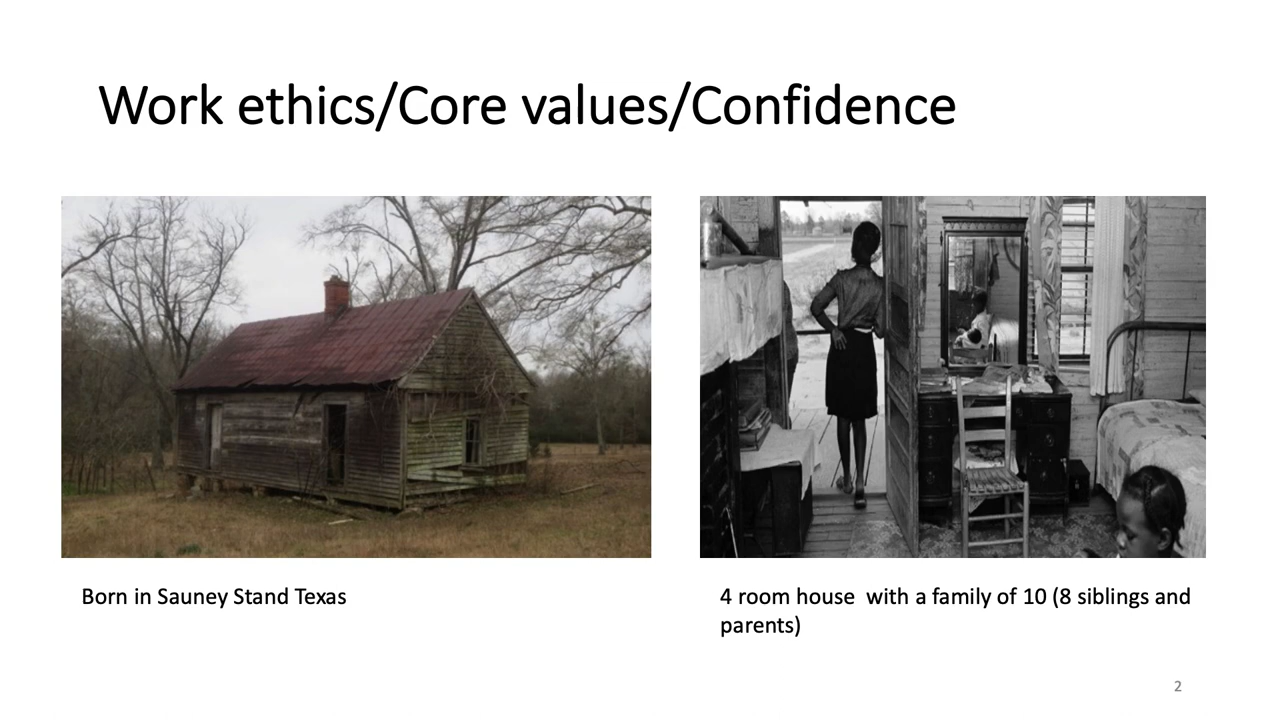 Work ethics/Core values/Confidence
Born in Sauney Stand Texas
4 room house  with a family of 10 (8 siblings and
parents)
2